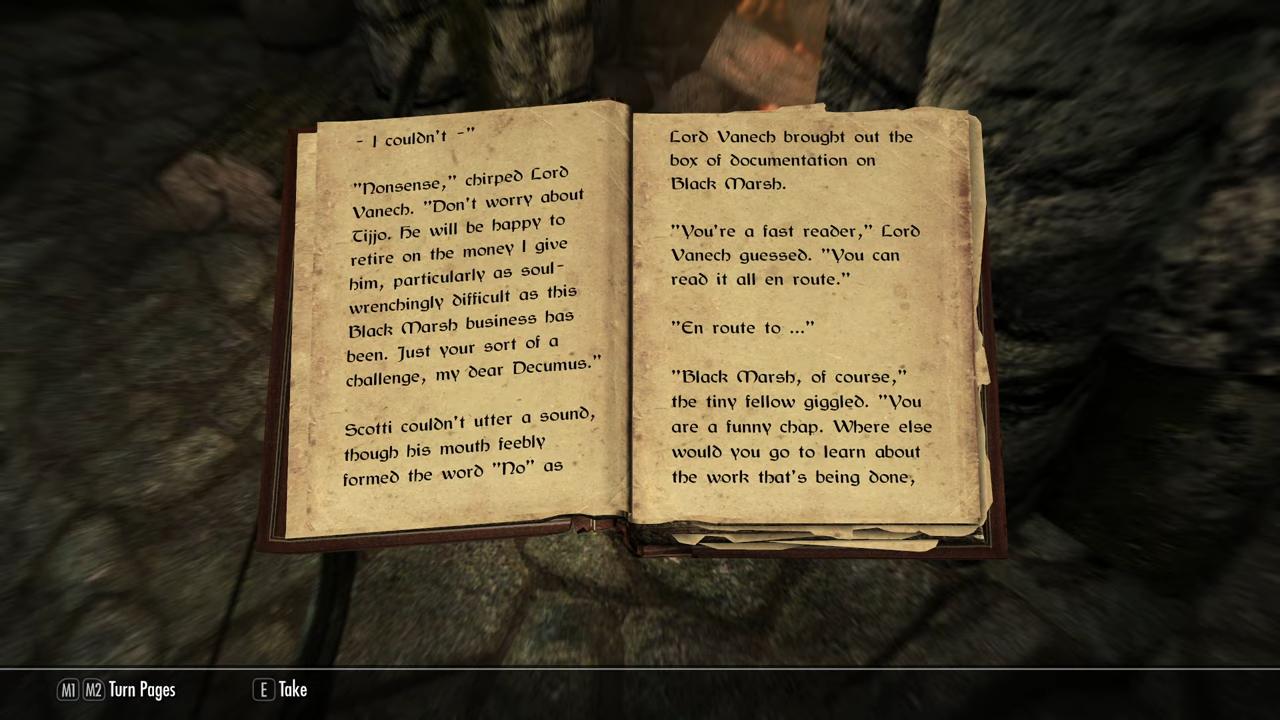 - I couldn't -"
"Nonsense," chirped Lord
Vanech. "Don't worry about
Tijjo. He will be happy to
retire on the money I give
him, particularly as soul-
wrenchingly difficult as this
Black Marsh business has
been. Just your sort of a
challenge, my dear Decumus."
Scotti couldn't utter a sound,
though his mouth feebly
formed the word "No" as
Lord Vanech brought out the
box of documentation on
Black Marsh.
"You're a fast reader," Lord
Vanech guessed. "You can
read it all en route."
"En route to ..."
"Black Marsh, of course,"
the tiny fellow giggled. "You
are a funny chap. Where else
would you go to learn about
the work that's being done,
M1 M2 Turn Pages
E Take